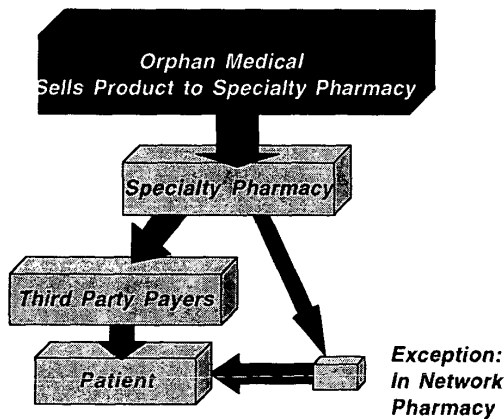 Orphan Medical
Sells Product to Specialty Pharmacy
Specialty Pharmacy
Third Party Payers
Patient
Exception:
In Network
Pharmacy